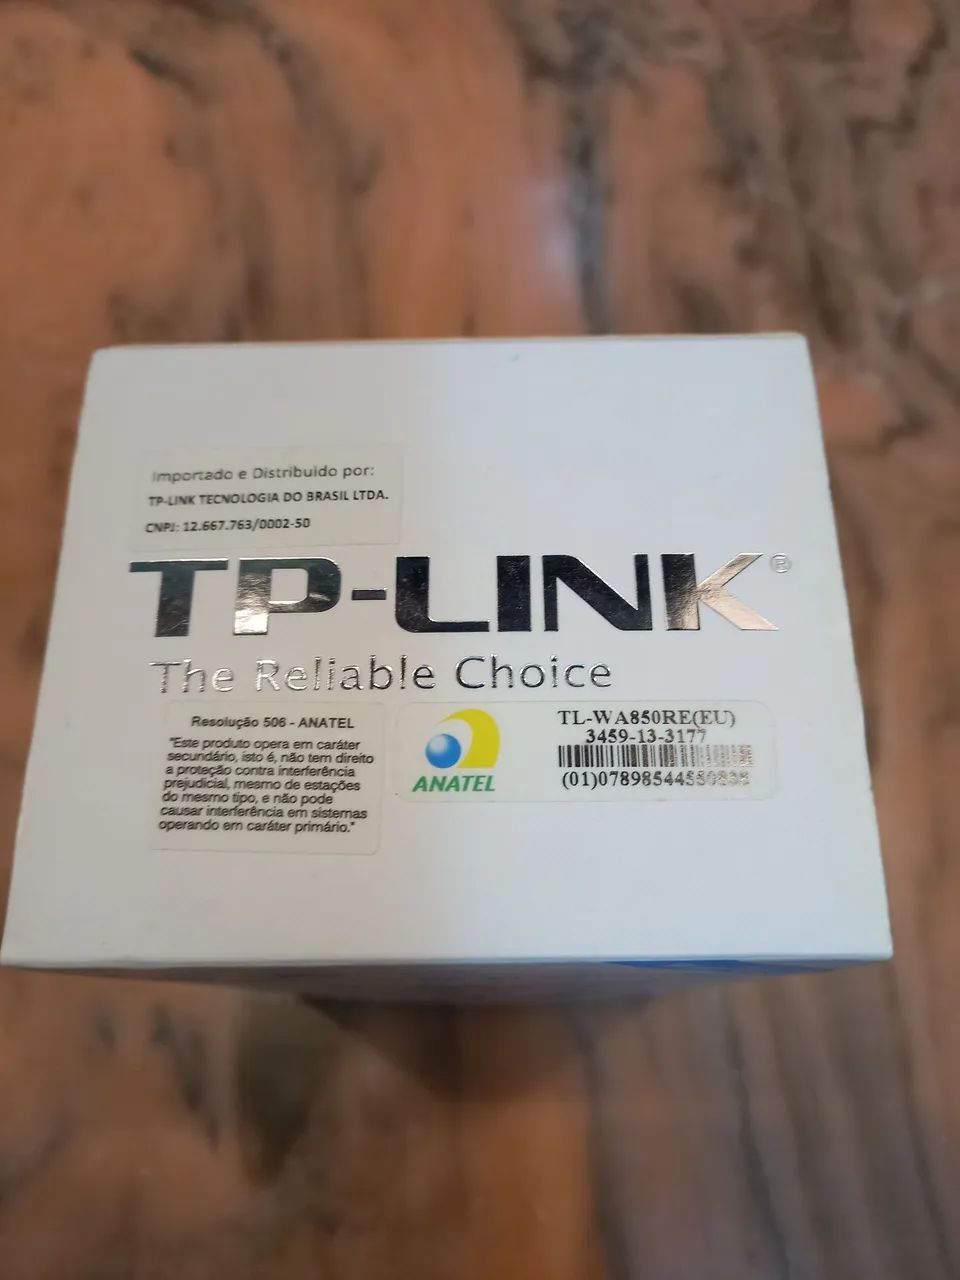 Importado e Distribuido por:
TP-LINK TECNOLOGIA DO BRASIL LTDA.
CNPJ: 12.667.763/0002-50
TP-LINK®
The Reliable Choice
Resolução 506 - ANATEL
"Este produto opera em caráter
secundário, isto é, não tem direito
a proteção contra interferência
prejudicial, mesmo de estações
do mesmo tipo, e não pode
causar interferência em sistemas
operando em caráter primário."
ANATEL
TL-WA850RE(EU)
3459-13-3177